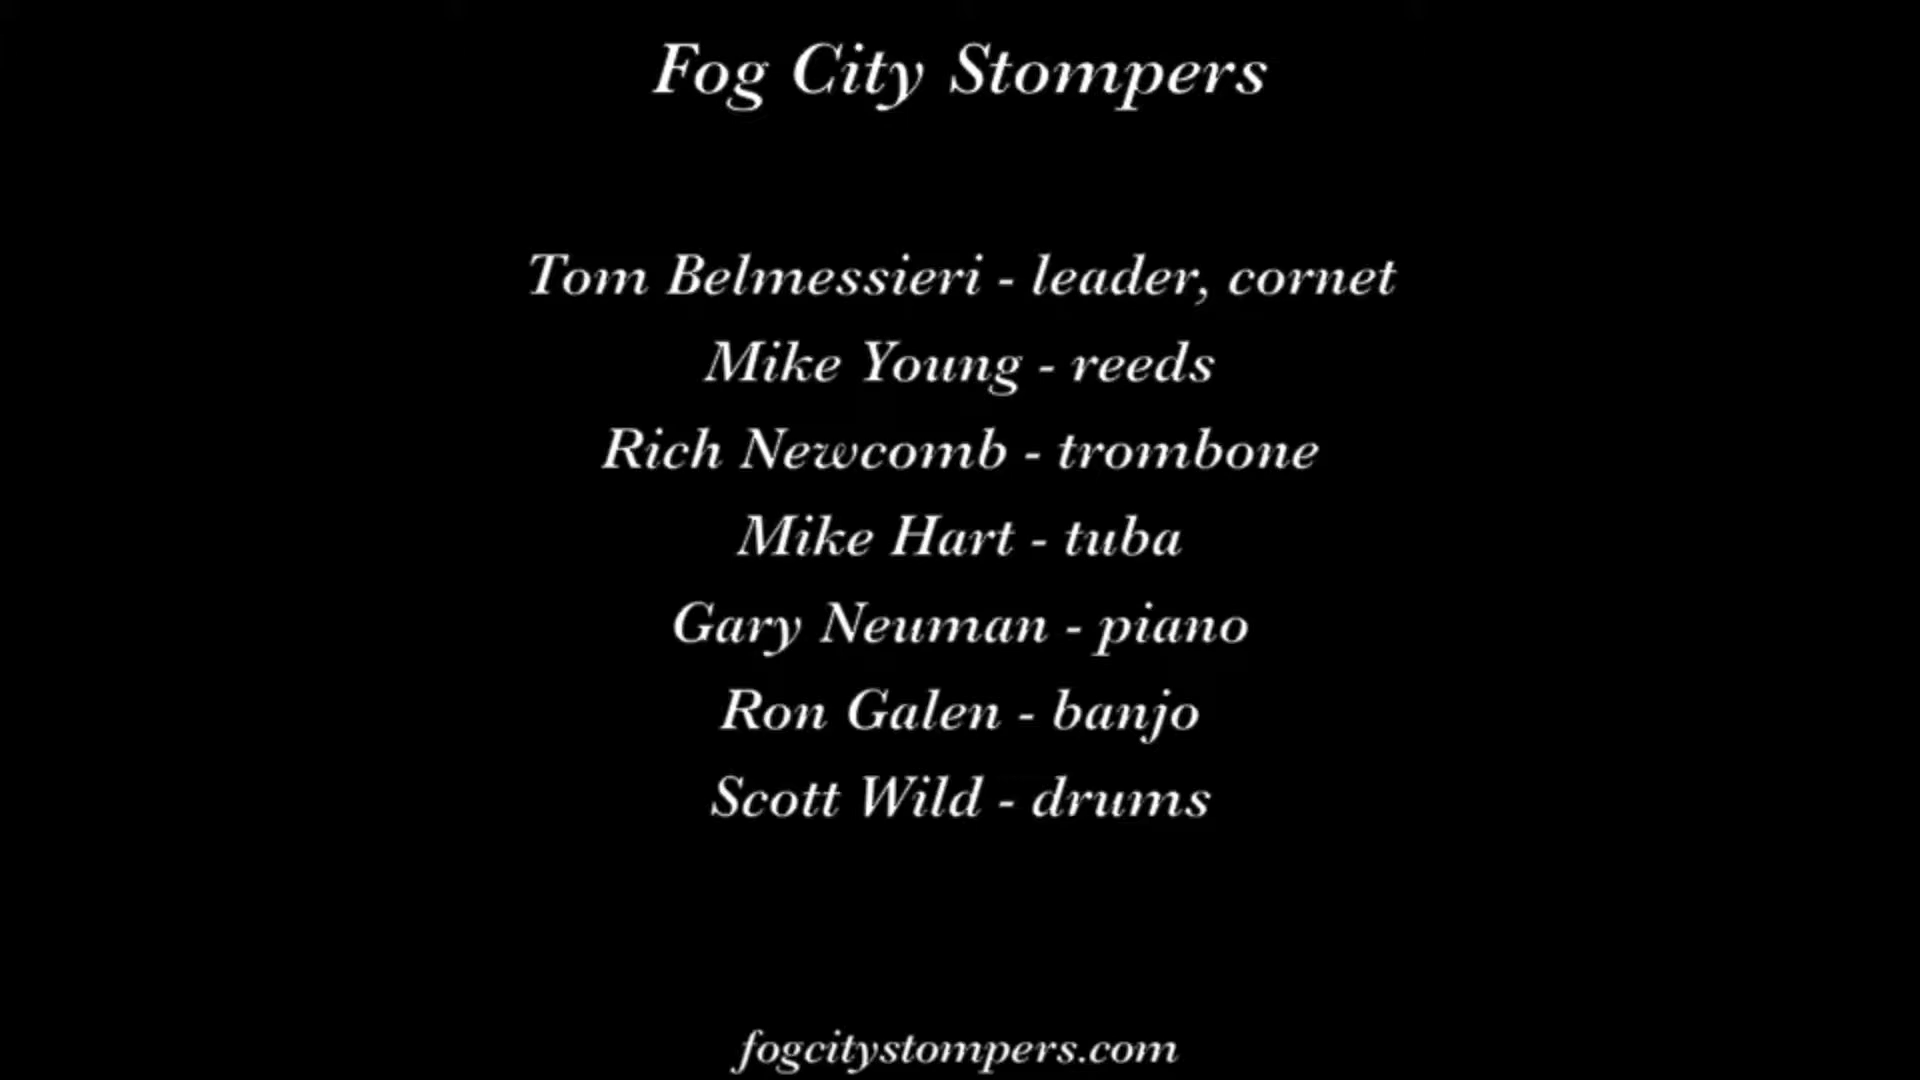 Fog City Stompers
Tom Belmessieri - leader, cornet
Mike Young - reeds
Rich Newcomb - trombone
Mike Hart - tuba
Gary Neuman - piano
Ron Galen - banjo
Scott Wild - drums
fogcitystompers.com